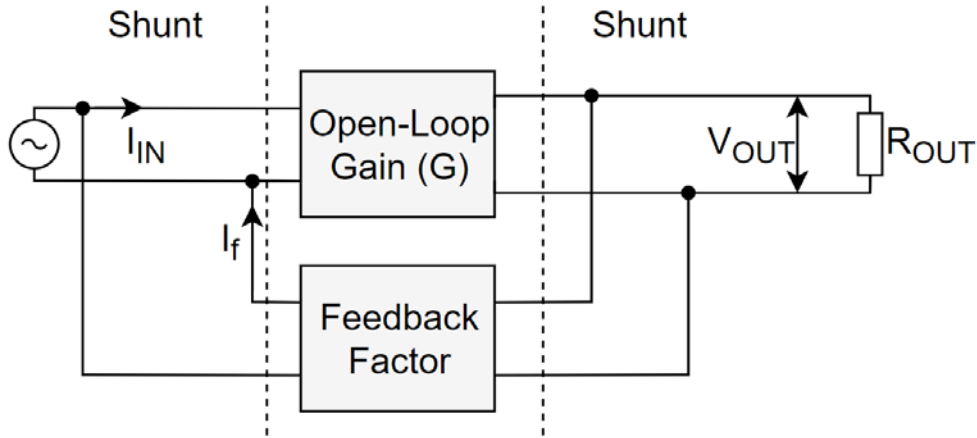 Shunt
Shunt
Open-Loop
Gain (G)
I_IN
V_OUT
R_OUT
I_f
Feedback
Factor